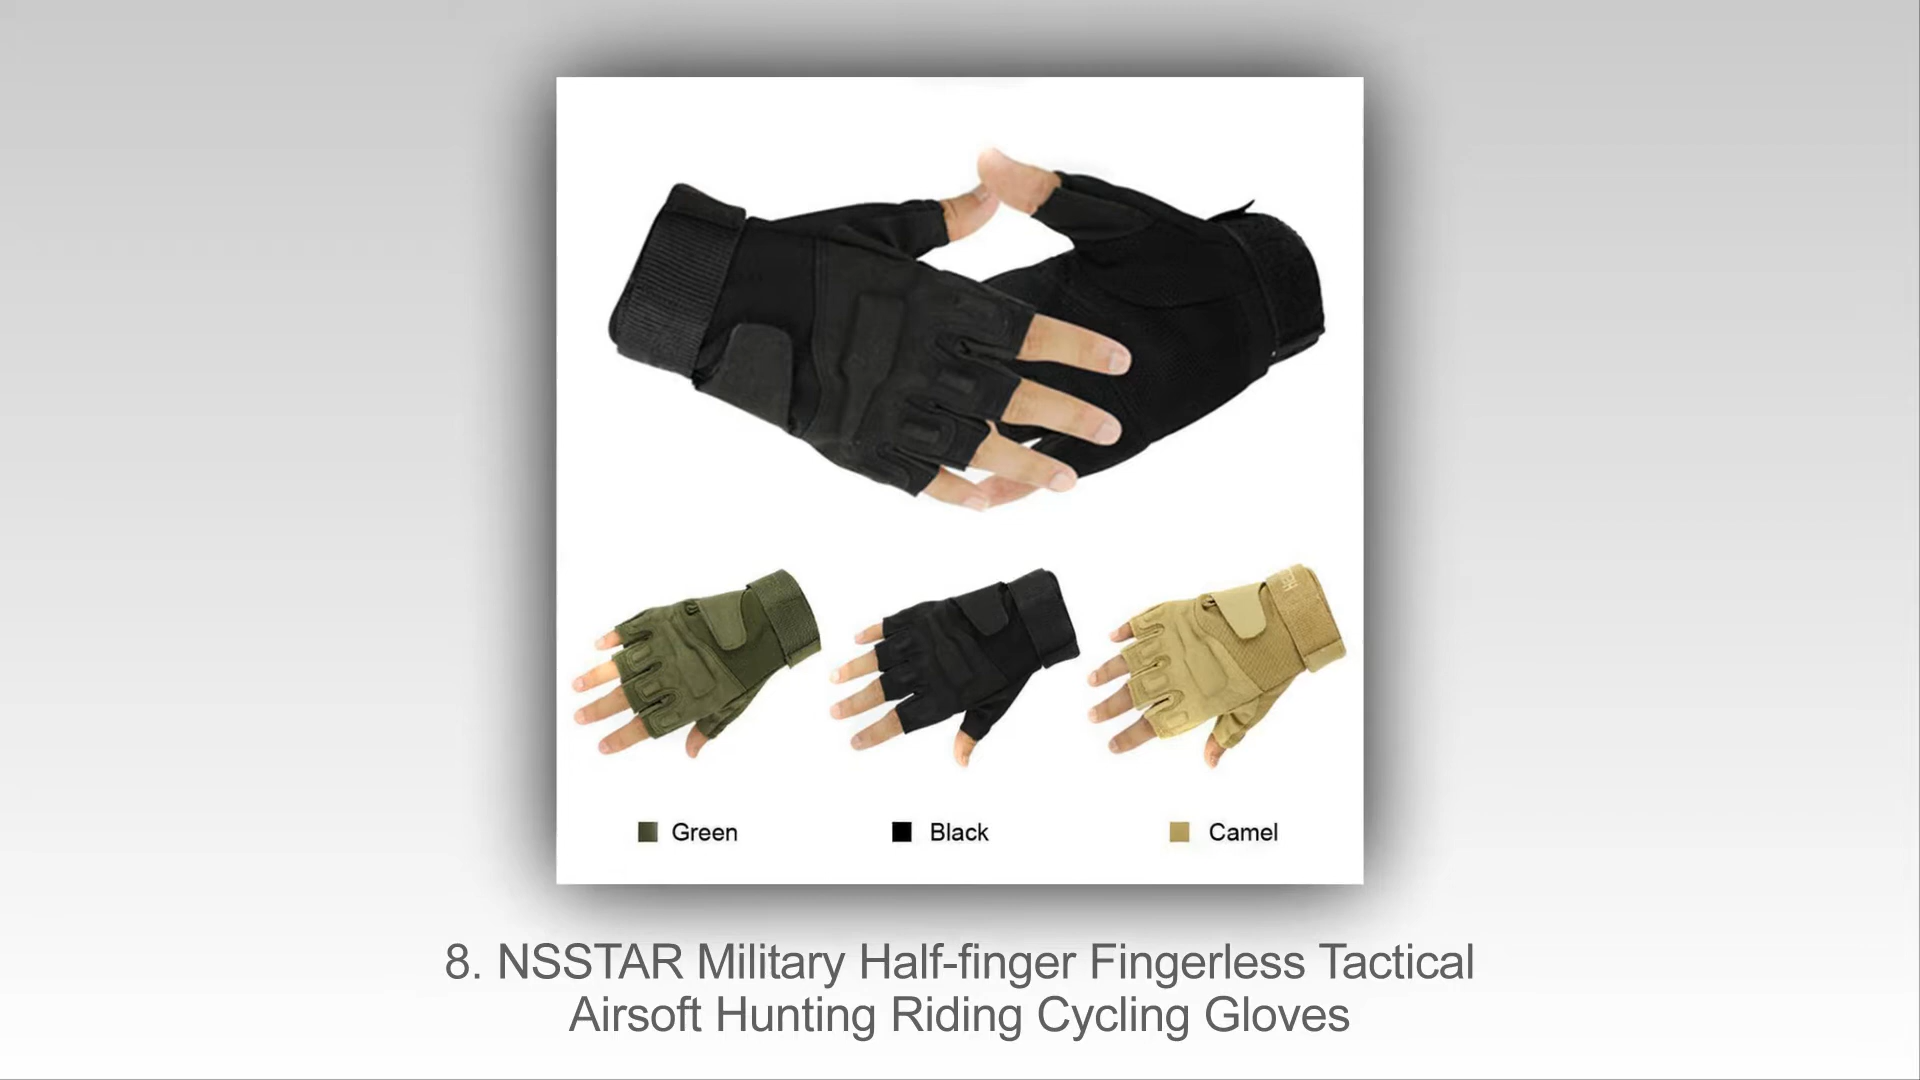 Green
Black
Camel
8. NSSTAR Military Half-finger Fingerless Tactical
Airsoft Hunting Riding Cycling Gloves